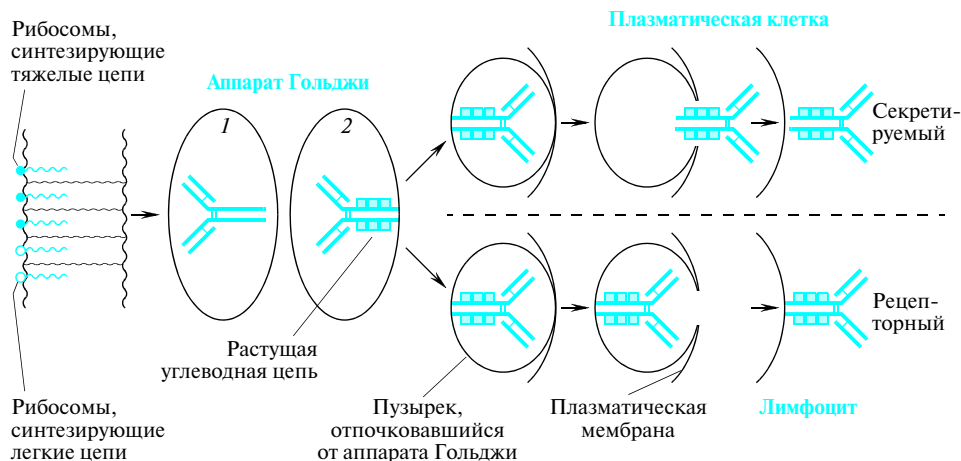 Рибосомы,
синтезирующие
тяжелые цепи
Аппарат Гольджи
Плазматическая клетка
1
2
Секрети-
руемый
Растущая
углеводная цепь
Рецеп-
торный
Рибосомы,
синтезирующие
легкие цепи
Пузырек,
отпочковавшийся
от аппарата Гольджи
Плазматическая
мембрана
Лимфоцит